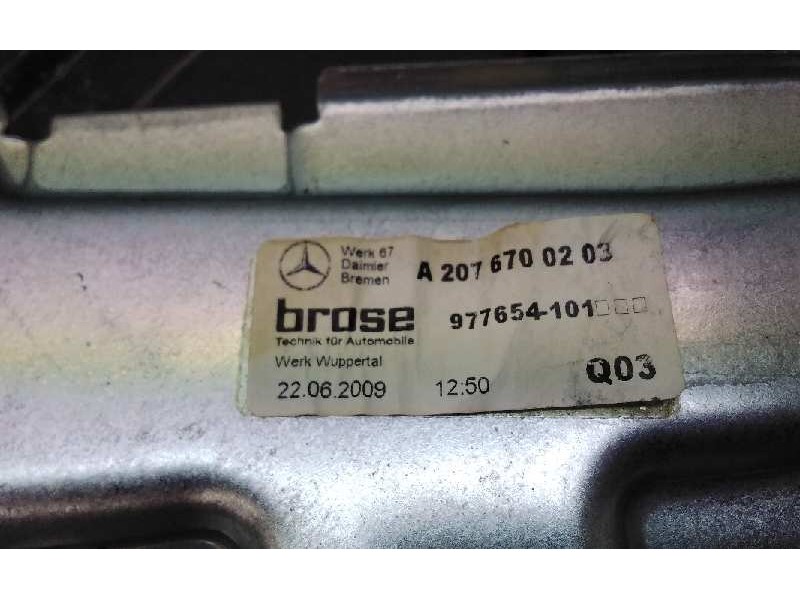 Werk 67
Daimler
Bremen
A 207 670 02 03
brose
Technik für Automobile
977654-101
Werk Wuppertal
22.06.2009 12:50 Q03